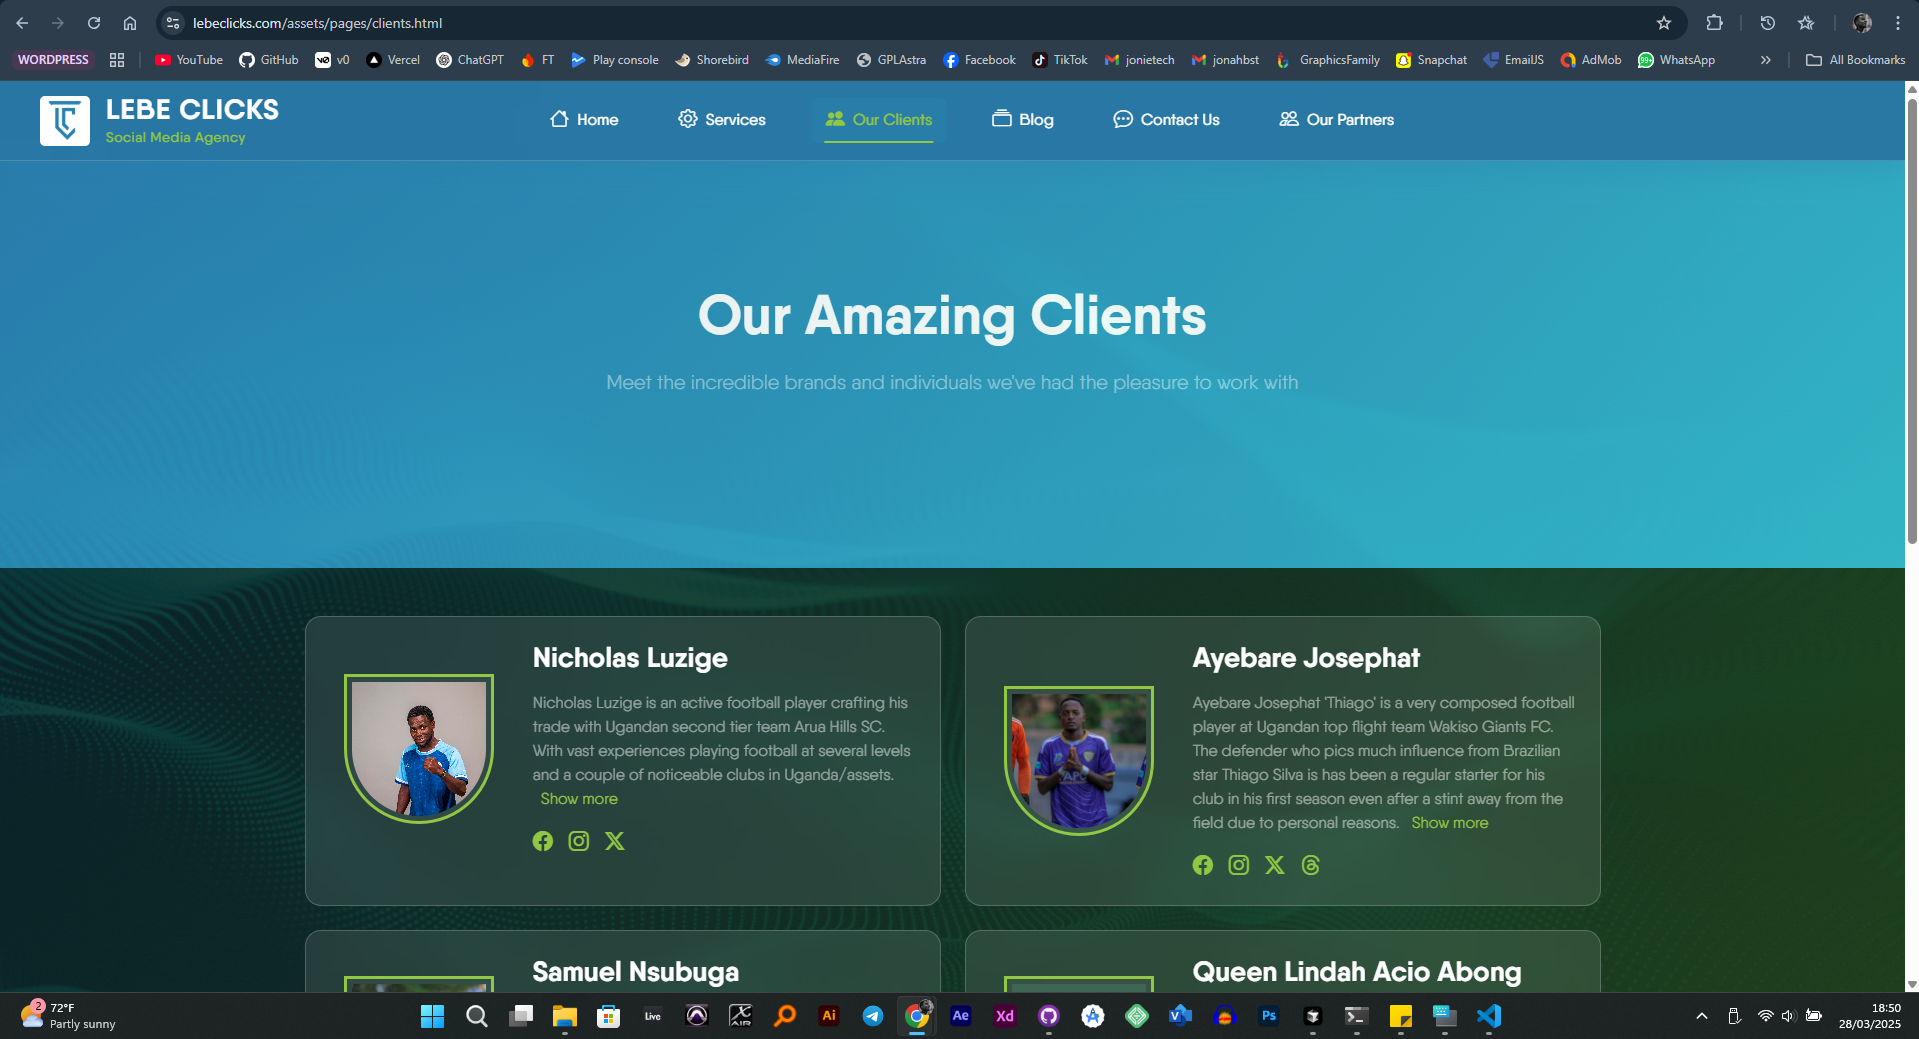 lebeclicks.com/assets/pages/clients.html
WORDPRESS YouTube GitHub v0 Vercel ChatGPT FT Play console Shorebird MediaFire GPLAstra Facebook TikTok jonietech jonahbst GraphicsFamily Snapchat EmailJS AdMob 99+ WhatsApp All Bookmarks
LEBE CLICKS
Social Media Agency
Home Services Our Clients Blog Contact Us Our Partners
Our Amazing Clients
Meet the incredible brands and individuals we've had the pleasure to work with
Nicholas Luzige
Nicholas Luzige is an active football player crafting his
trade with Ugandan second tier team Arua Hills SC.
With vast experiences playing football at several levels
and a couple of noticeable clubs in Uganda/assets.
Show more
Ayebare Josephat
Ayebare Josephat 'Thiago' is a very composed football
player at Ugandan top flight team Wakiso Giants FC.
The defender who pics much influence from Brazilian
star Thiago Silva is has been a regular starter for his
club in his first season even after a stint away from the
field due to personal reasons. Show more
Samuel Nsubuga
Queen Lindah Acio Abong
2
72°F
Partly sunny
Live
AIR
Ai
Ae
Xd
Ps
18:50
28/03/2025